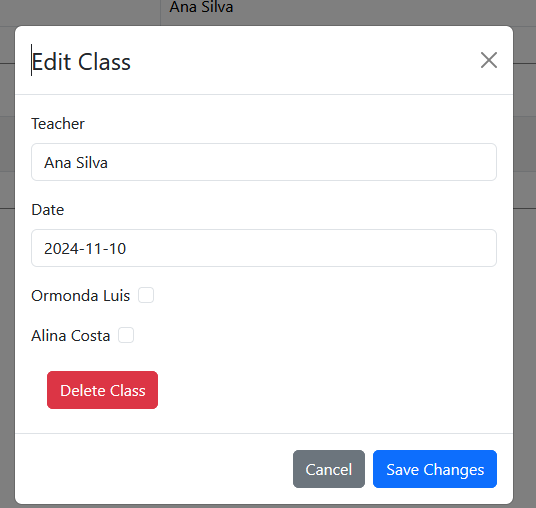 Ana Silva
Edit Class
Teacher
Ana Silva
Date
2024-11-10
Ormonda Luis
Alina Costa
Delete Class
Cancel
Save Changes